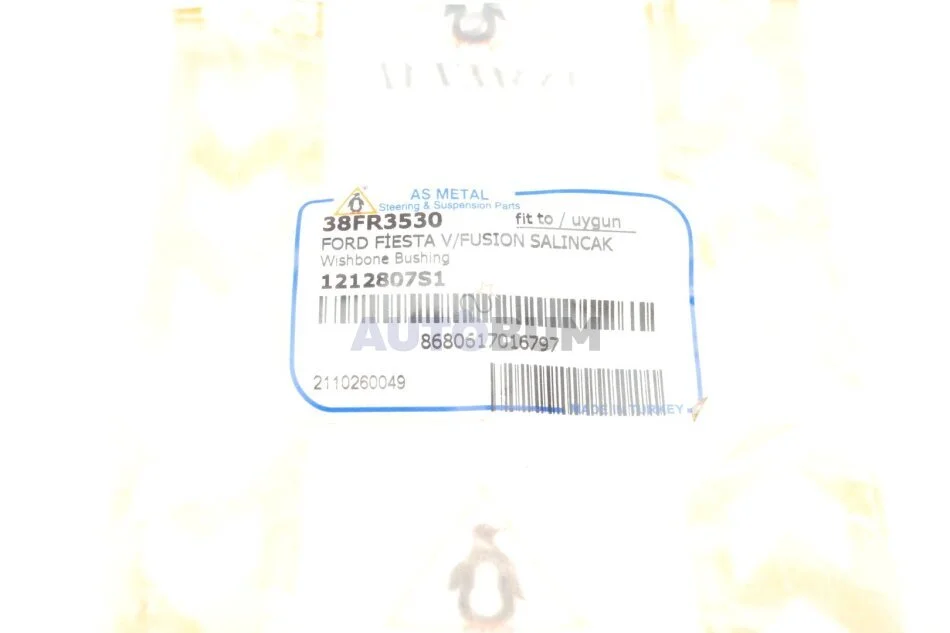 AS METAL
Steering & Suspension Parts
38FR3530 fit to / uygun
FORD FİESTA V/FUSION SALINCAK
Wishbone Bushing
1212807S1
AUTOBUM
8680617016797
2110260049
MADE IN TURKEY